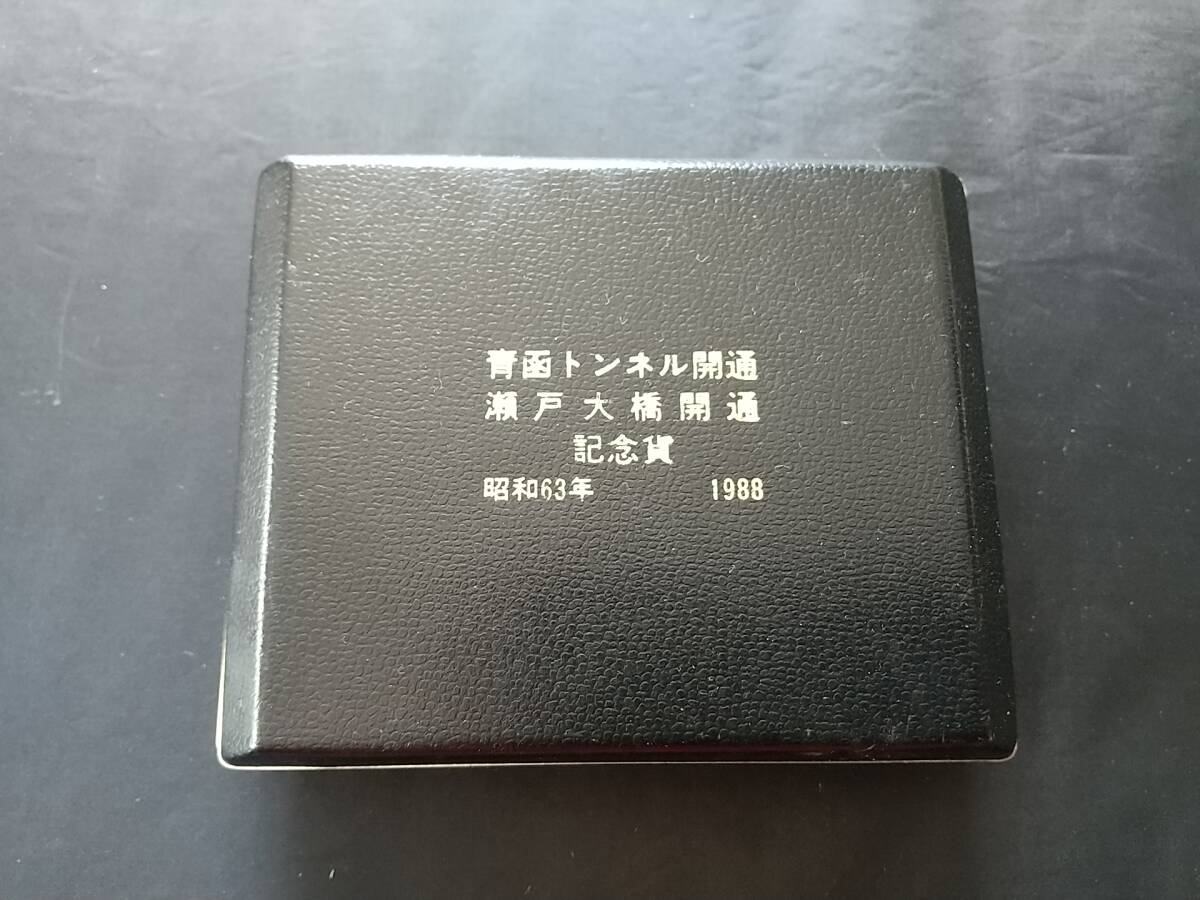 青函トンネル開通
瀬戸大橋開通
記念貨
昭和63年 1988